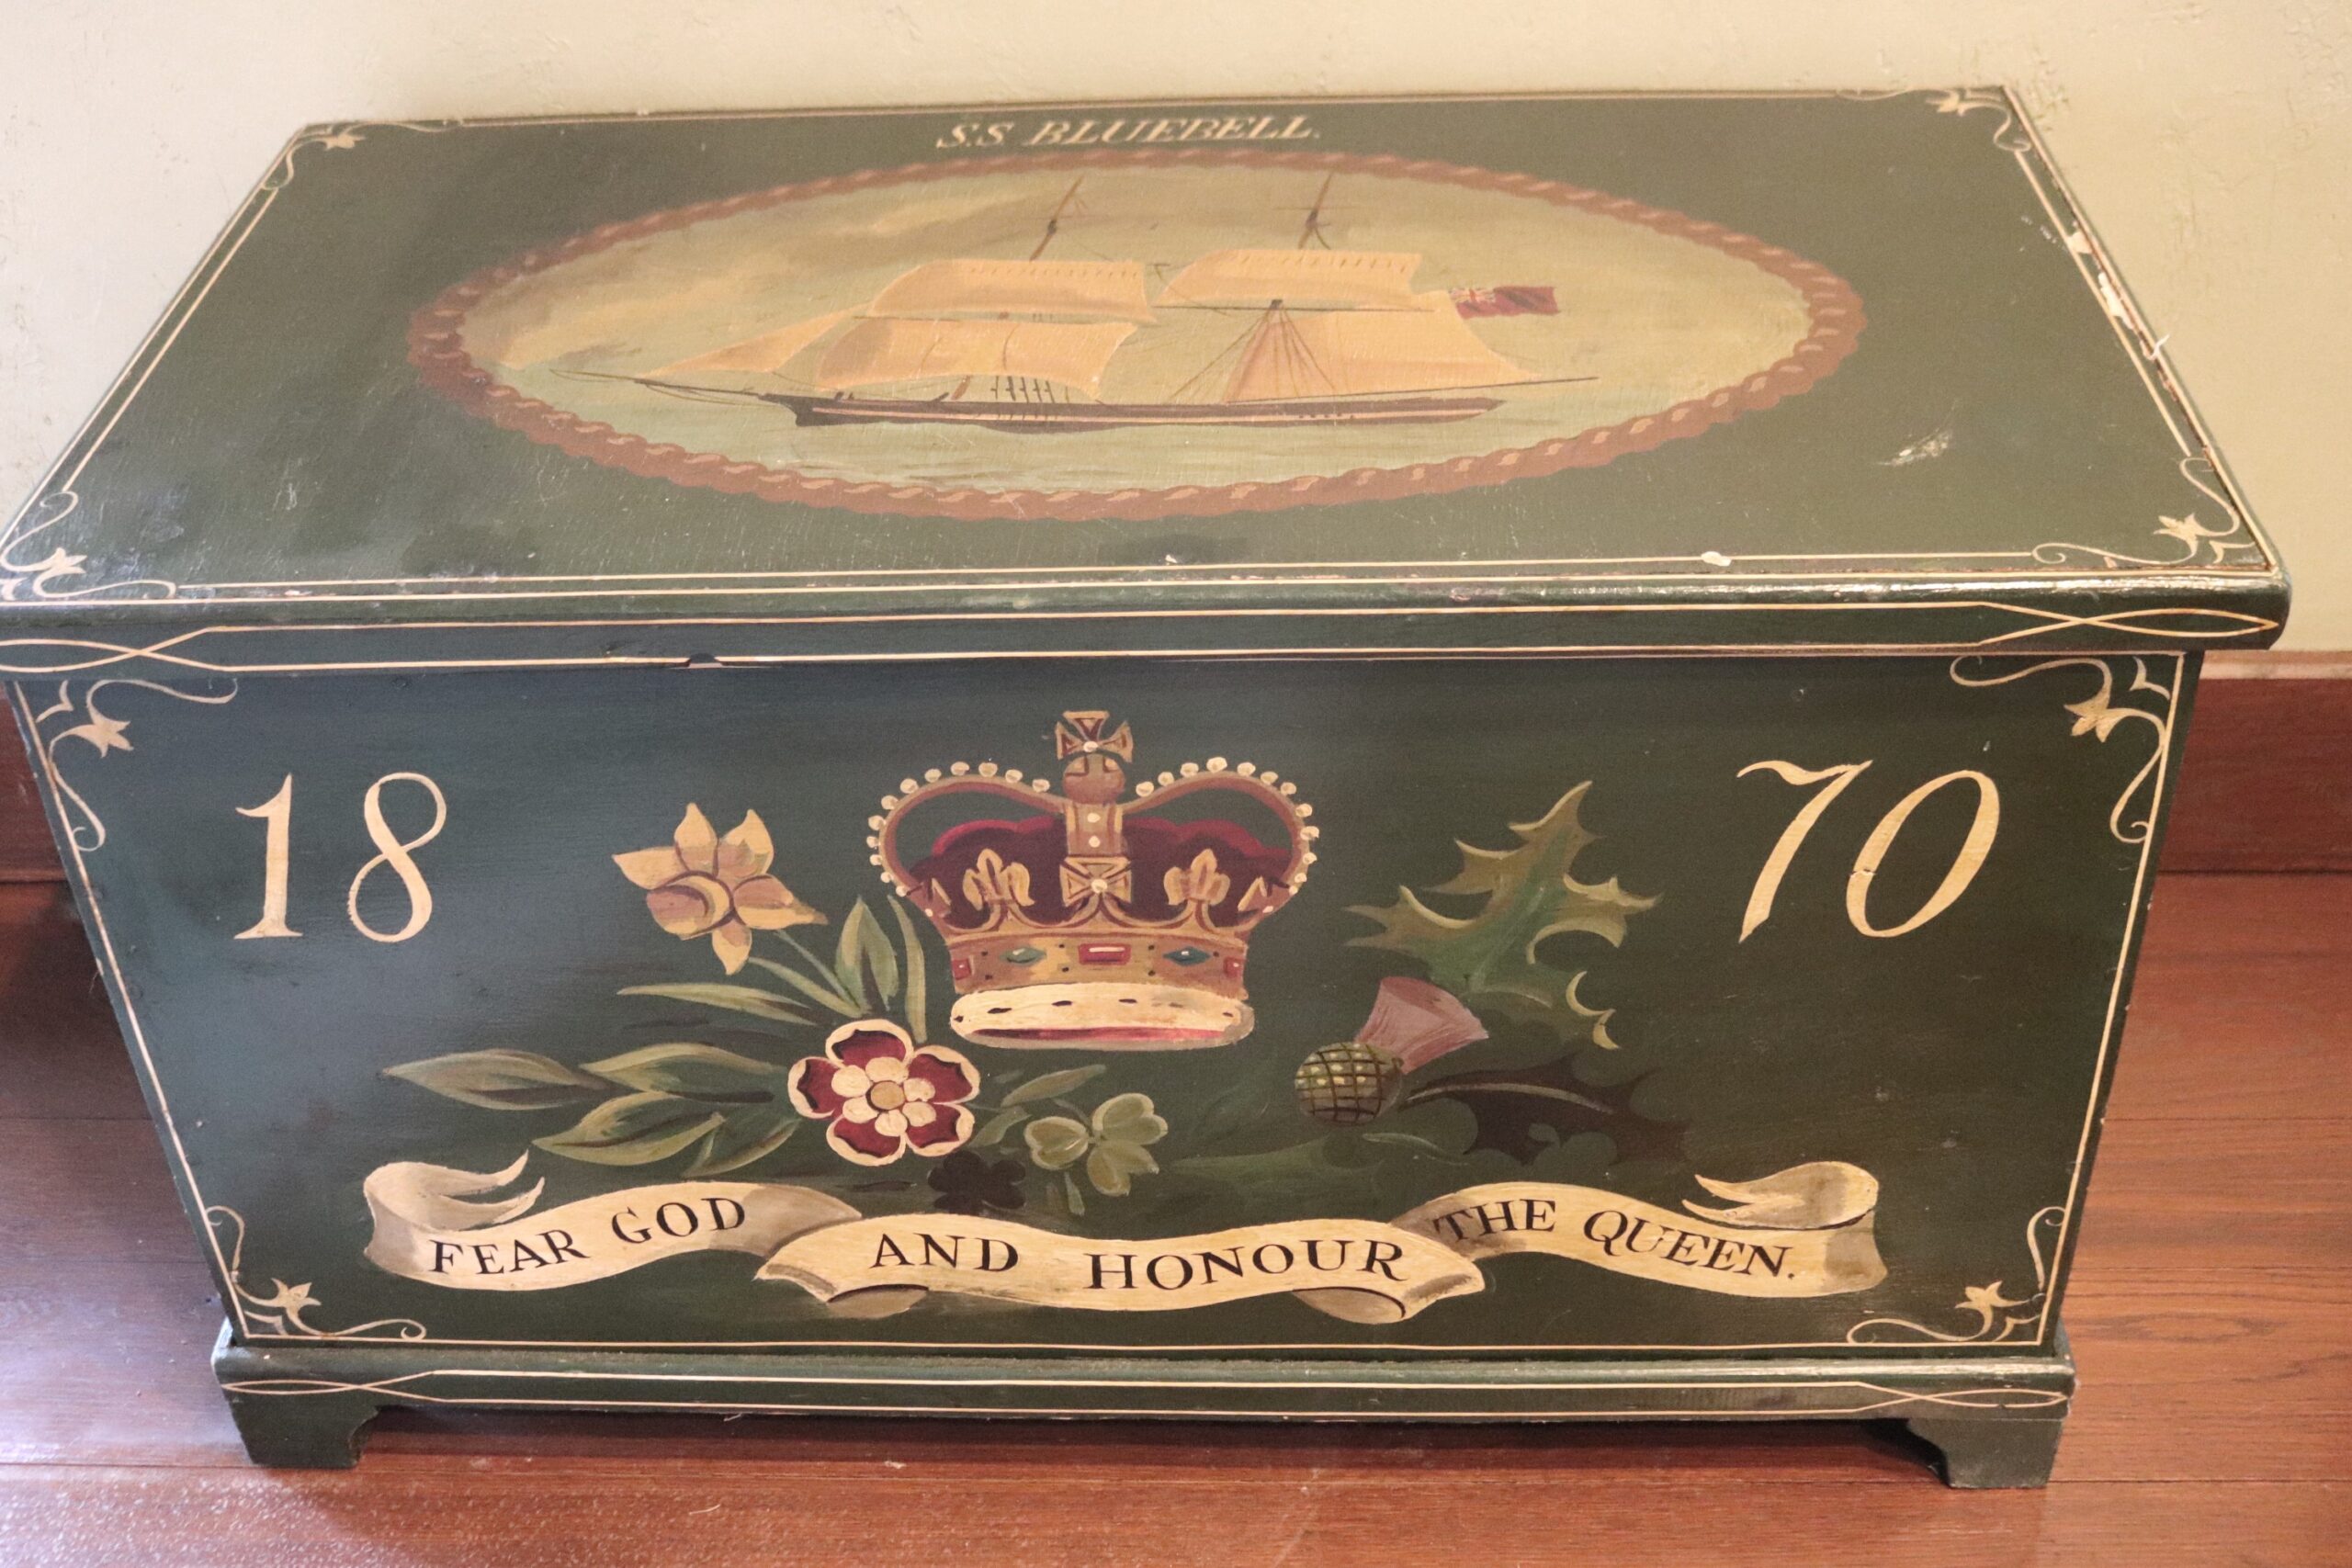 S.S. BLUEBELL.
18 70
FEAR GOD AND HONOUR THE QUEEN.